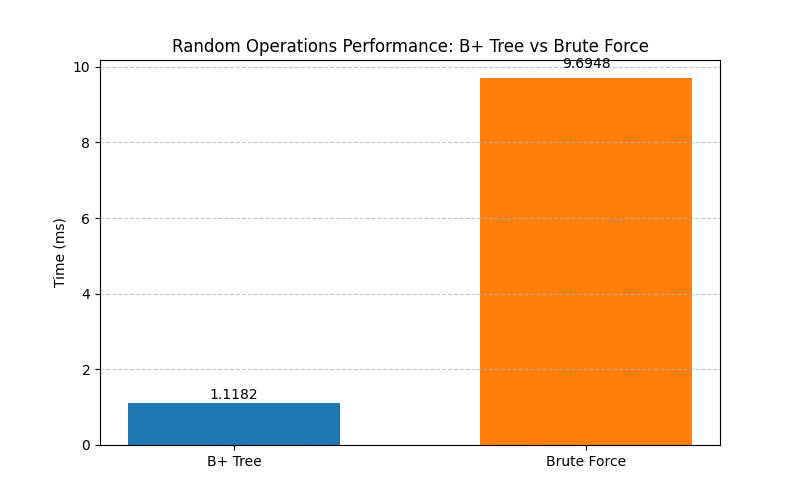 Random Operations Performance: B+ Tree vs Brute Force
10
9.6948
8
6
Time (ms)
4
2
1.1182
0
B+ Tree
Brute Force